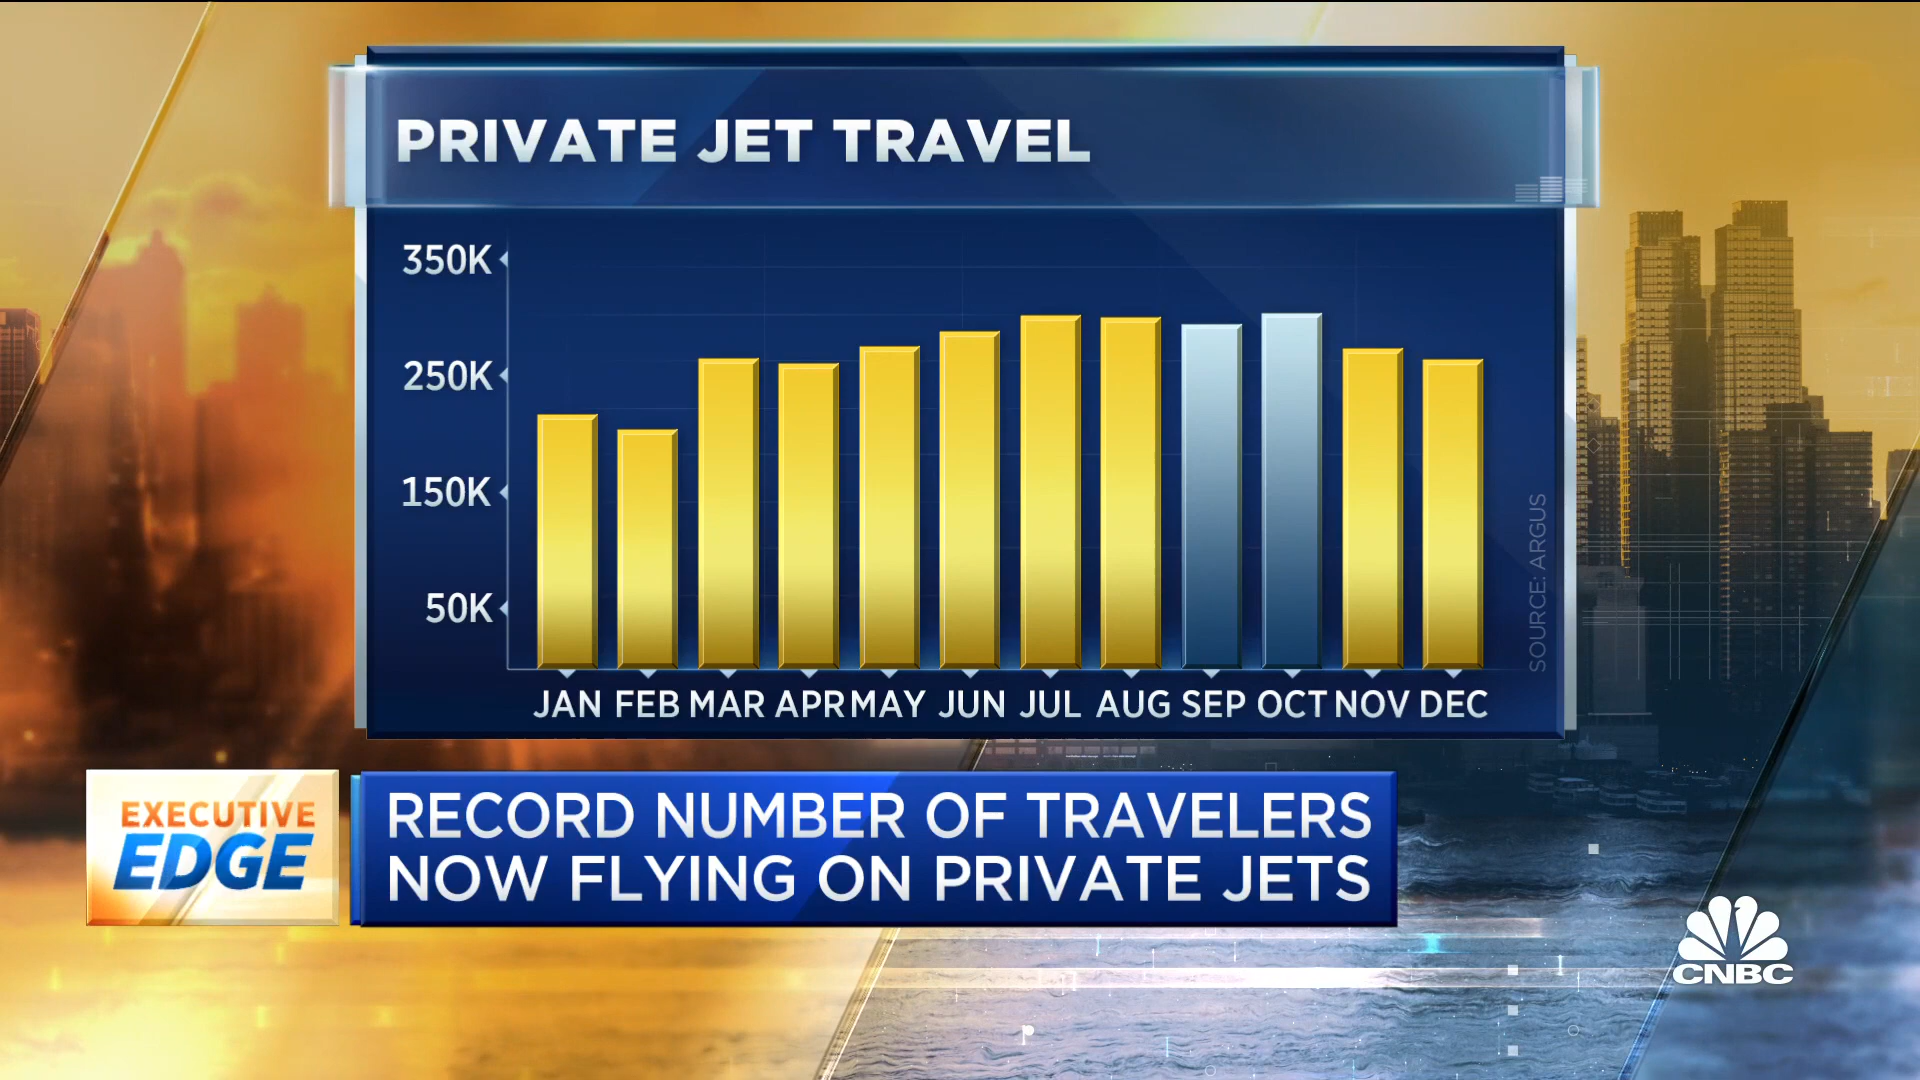 PRIVATE JET TRAVEL
350K
250K
150K
50K
JAN FEB MAR APR MAY JUN JUL AUG SEP OCT NOV DEC
SOURCE: ARGUS
EXECUTIVE
EDGE
RECORD NUMBER OF TRAVELERS
NOW FLYING ON PRIVATE JETS
CNBC